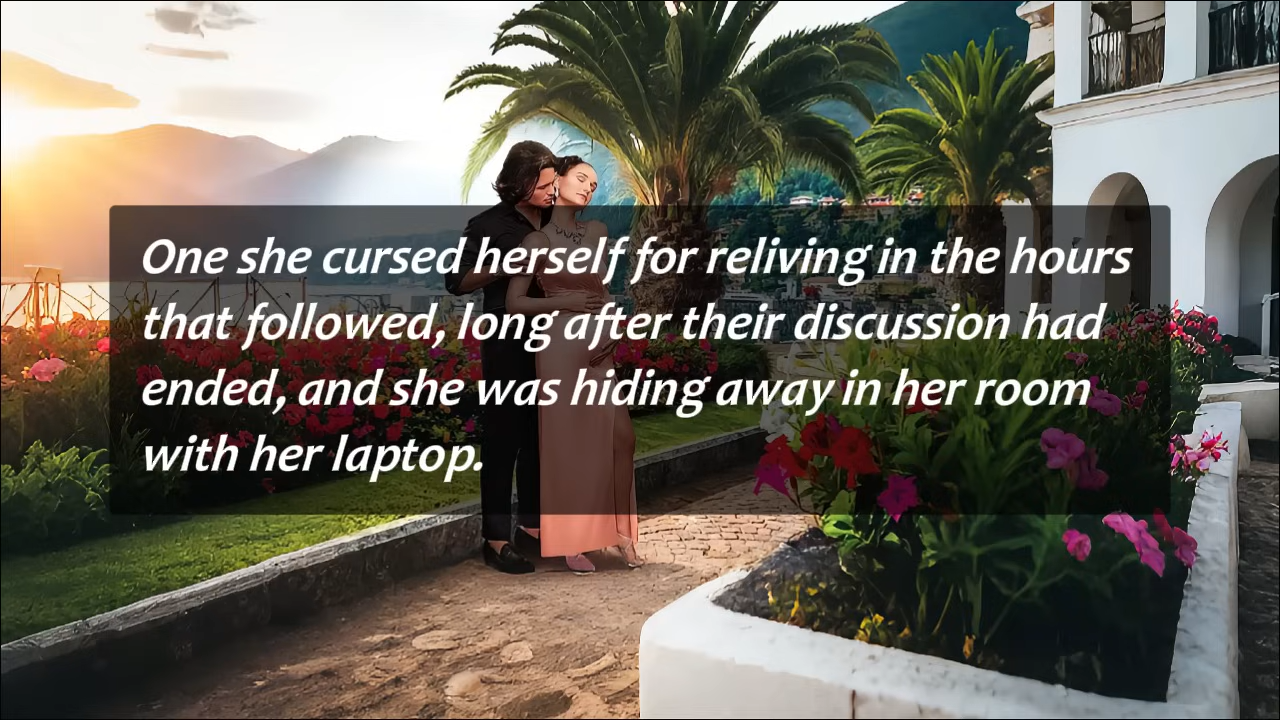 One she cursed herself for reliving in the hours
that followed, long after their discussion had
ended, and she was hiding away in her room
with her laptop.